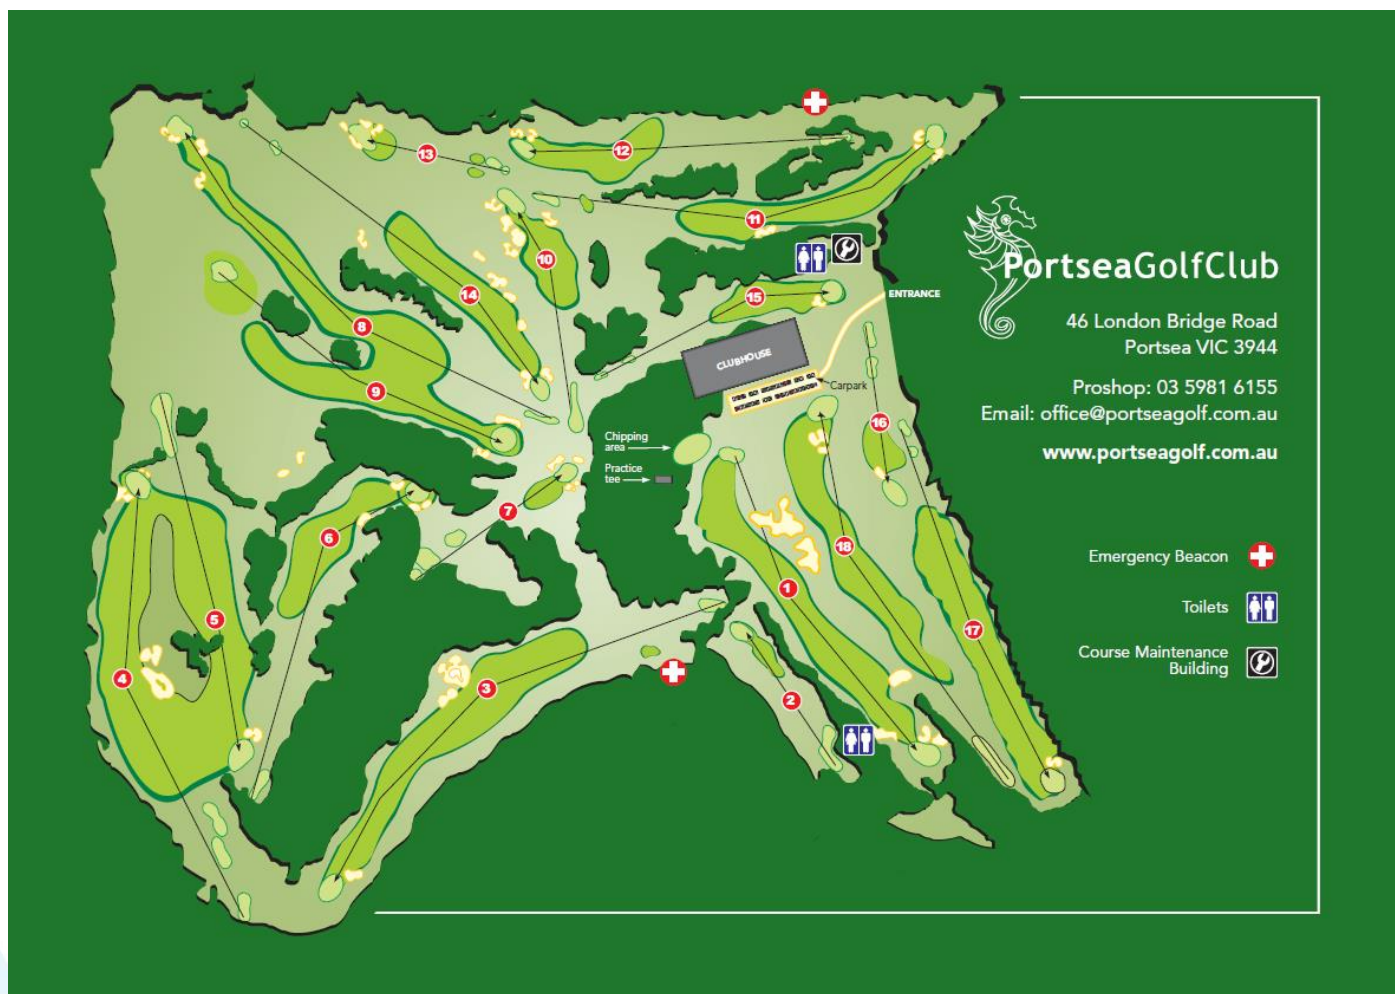 13
12
11
10
14
15
8
9
ENTRANCE
CLUBHOUSE
Carpark
Chipping
area
Practice
tee
16
7
6
18
1
5
17
4
3
2
PortseaGolfClub
46 London Bridge Road
Portsea VIC 3944
Proshop: 03 5981 6155
Email: office@portseagolf.com.au
www.portseagolf.com.au
Emergency Beacon
Toilets
Course Maintenance
Building